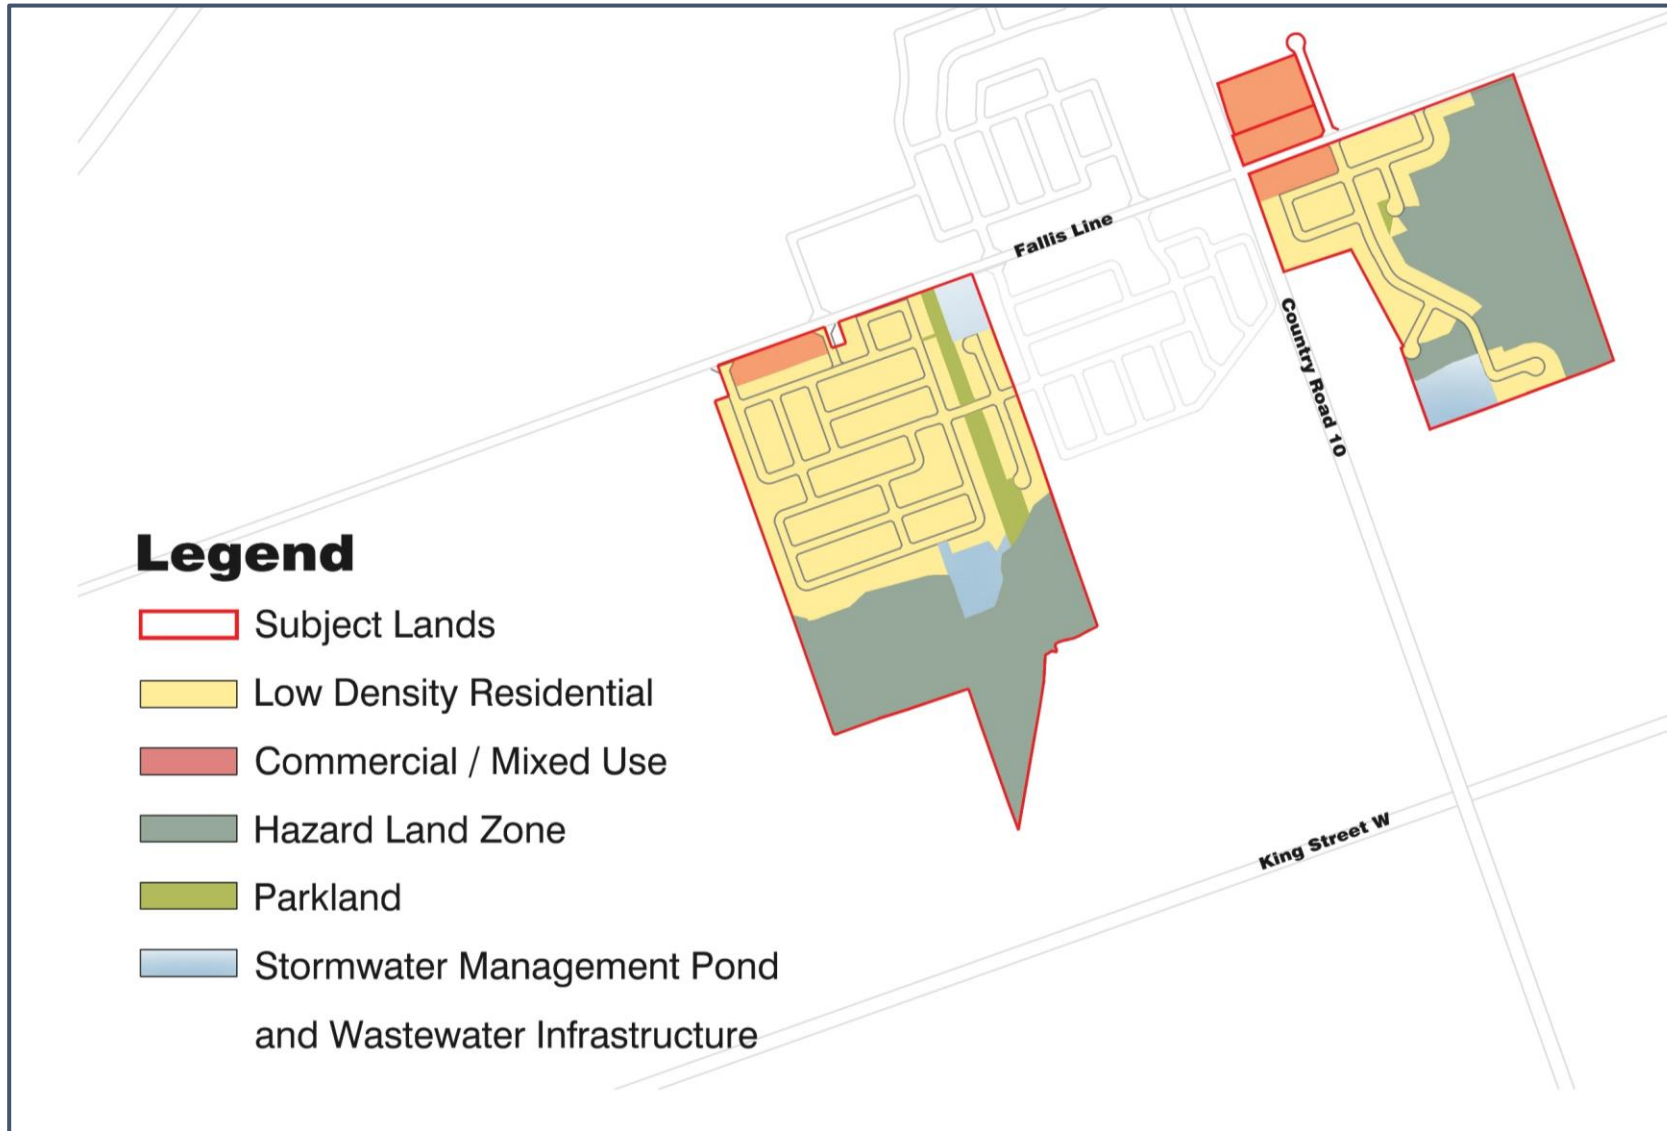 Fallis Line
Country Road 10
King Street W
Legend
Subject Lands
Low Density Residential
Commercial / Mixed Use
Hazard Land Zone
Parkland
Stormwater Management Pond
and Wastewater Infrastructure